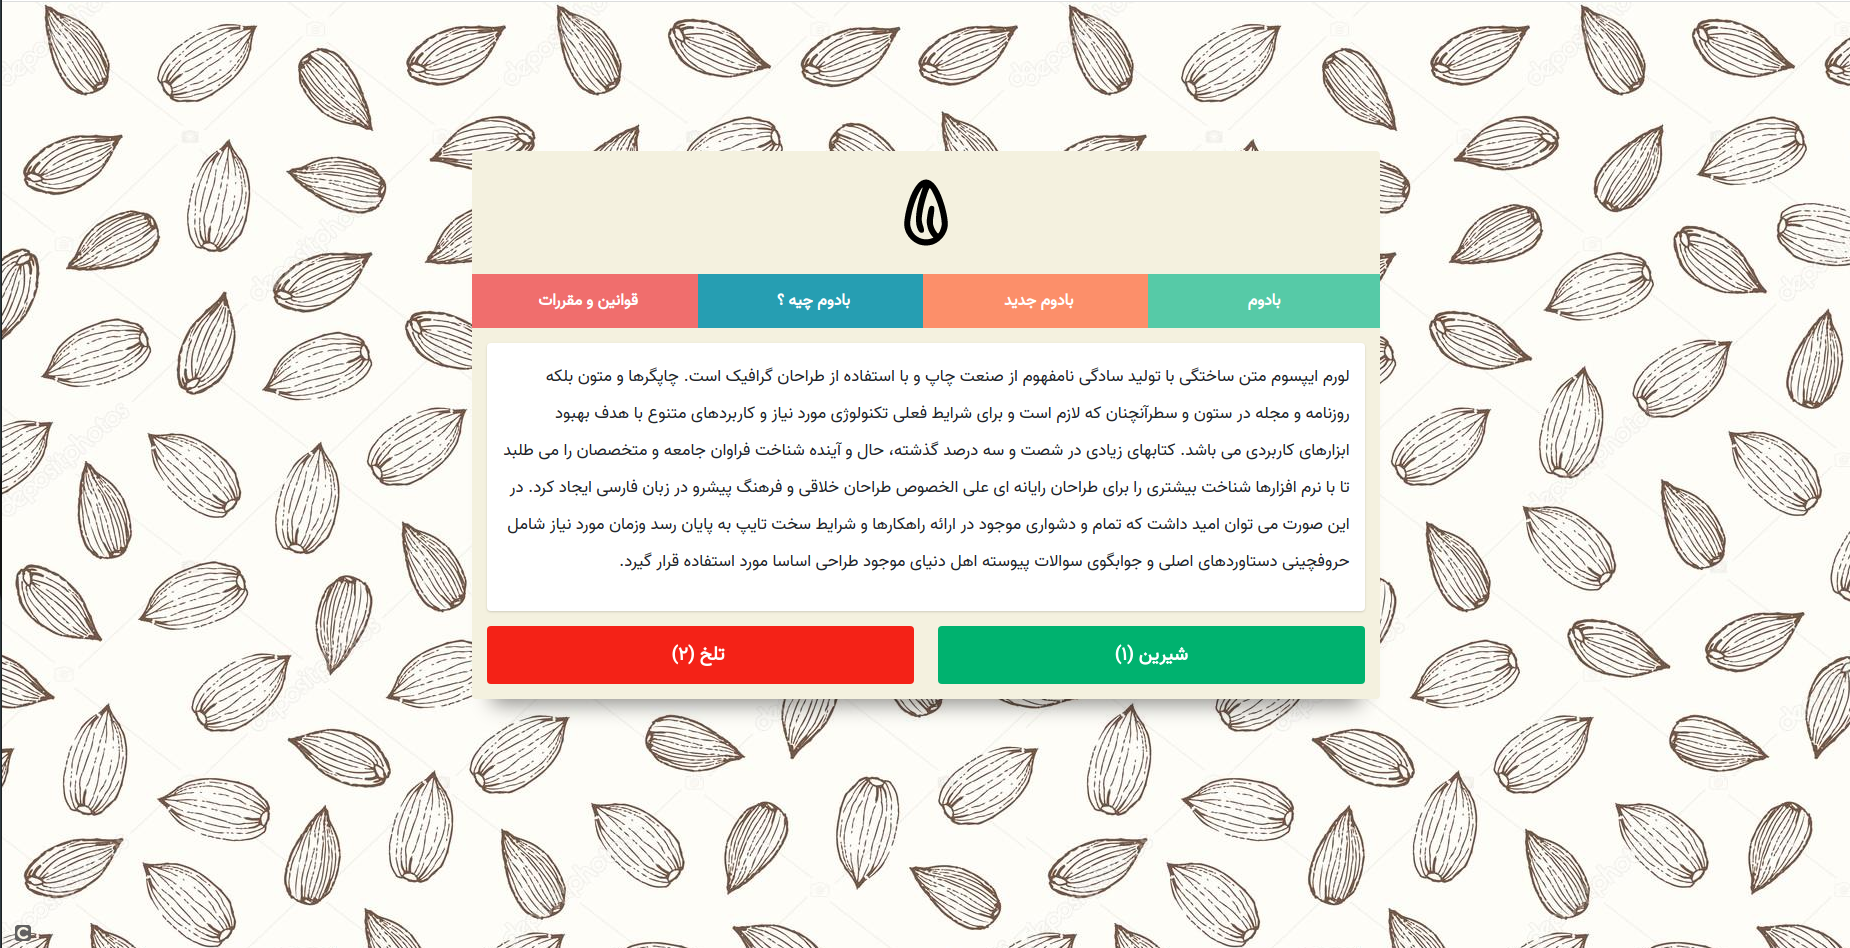 بادوم
بادوم جدید
بادوم چیه ؟
قوانین و مقررات
لورم ایپسوم متن ساختگی با تولید سادگی نامفهوم از صنعت چاپ و با استفاده از طراحان گرافیک است. چاپگرها و متون بلکه
روزنامه و مجله در ستون و سطرآنچنان که لازم است و برای شرایط فعلی تکنولوژی مورد نیاز و کاربردهای متنوع با هدف بهبود
ابزارهای کاربردی می باشد. کتابهای زیادی در شصت و سه درصد گذشته، حال و آینده شناخت فراوان جامعه و متخصصان را می طلبد
تا با نرم افزارها شناخت بیشتری را برای طراحان رایانه ای علی الخصوص طراحان خلاقی و فرهنگ پیشرو در زبان فارسی ایجاد کرد. در
این صورت می توان امید داشت که تمام و دشواری موجود در ارائه راهکارها و شرایط سخت تایپ به پایان رسد وزمان مورد نیاز شامل
حروفچینی دستاوردهای اصلی و جوابگوی سوالات پیوسته اهل دنیای موجود طراحی اساسا مورد استفاده قرار گیرد.
شیرین (۱)
تلخ (۲)
depositphotos